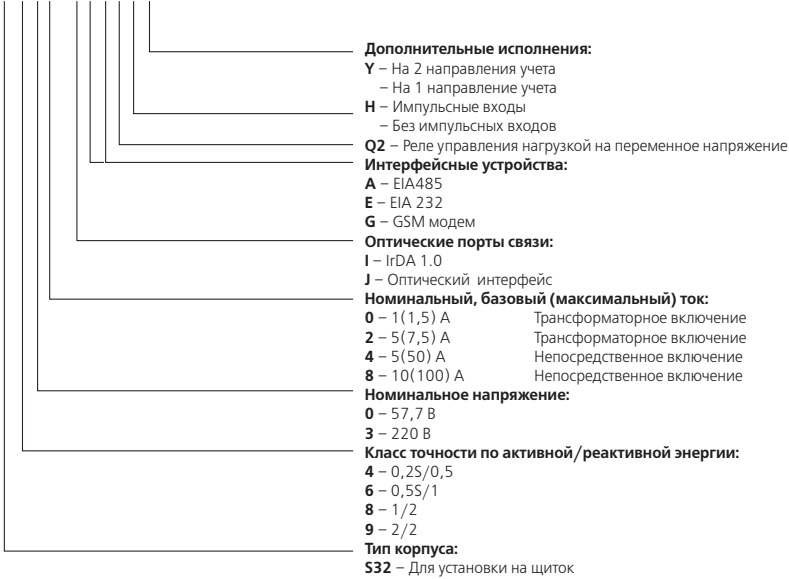 Дополнительные исполнения:
Y – На 2 направления учета
– На 1 направление учета
H – Импульсные входы
– Без импульсных входов
Q2 – Реле управления нагрузкой на переменное напряжение
Интерфейсные устройства:
A – EIA485
E – EIA 232
G – GSM модем
Оптические порты связи:
I – IrDA 1.0
J – Оптический интерфейс
Номинальный, базовый (максимальный) ток:
0 – 1(1,5) А Трансформаторное включение
2 – 5(7,5) А Трансформаторное включение
4 – 5(50) А Непосредственное включение
8 – 10(100) А Непосредственное включение
Номинальное напряжение:
0 – 57,7 В
3 – 220 В
Класс точности по активной/реактивной энергии:
4 – 0,2S/0,5
6 – 0,5S/1
8 – 1/2
9 – 2/2
Тип корпуса:
S32 – Для установки на щиток